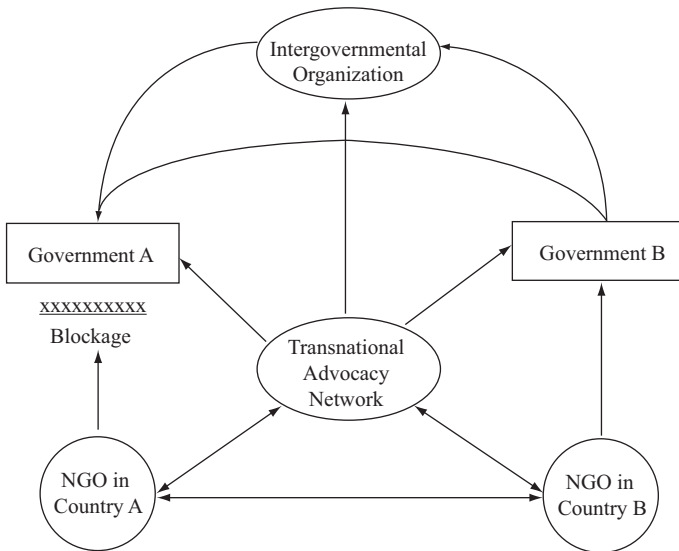 Intergovernmental
Organization
Government A
Government B
xxxxxxxxxx
Blockage
Transnational
Advocacy
Network
NGO in
Country A
NGO in
Country B